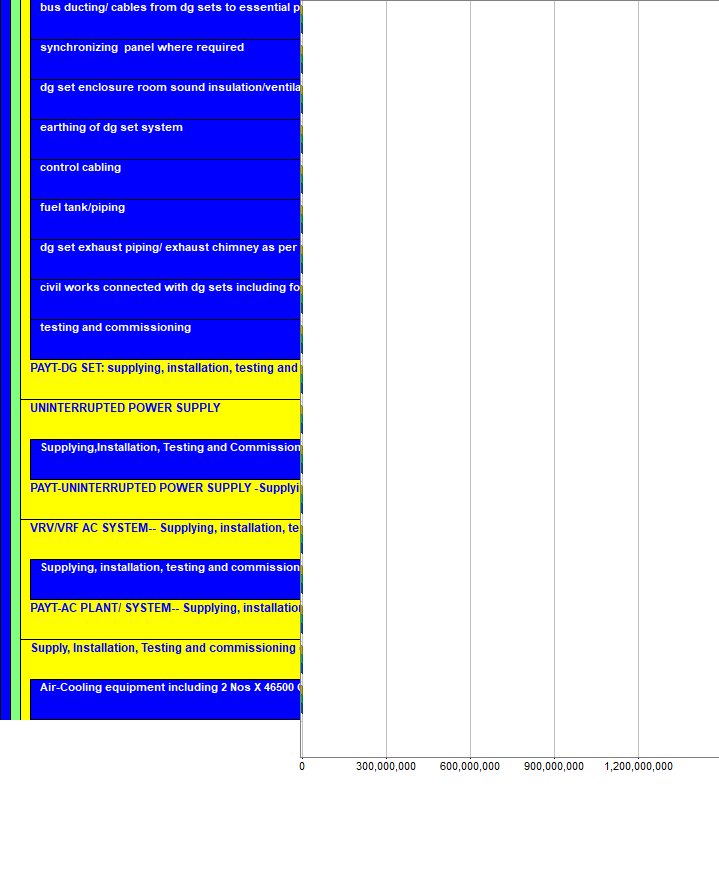 bus ducting/ cables from dg sets to essential p
synchronizing  panel where required
dg set enclosure room sound insulation/ventila
earthing of dg set system
control cabling
fuel tank/piping
dg set exhaust piping/ exhaust chimney as per
civil works connected with dg sets including fo
testing and commissioning
PAYT-DG SET: supplying, installation, testing and
UNINTERRUPTED POWER SUPPLY
Supplying,Installation, Testing and Commission
PAYT-UNINTERRUPTED POWER SUPPLY -Supplyi
VRV/VRF AC SYSTEM-- Supplying, installation, te
Supplying, installation, testing and commission
PAYT-AC PLANT/ SYSTEM-- Supplying, installation
Supply, Installation, Testing and commissioning
Air-Cooling equipment including 2 Nos X 46500
0 300,000,000 600,000,000 900,000,000 1,200,000,000